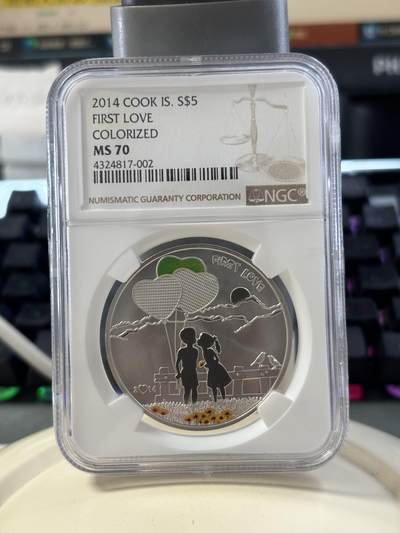 2014 COOK IS. S$5
FIRST LOVE
COLORIZED
MS 70
4324817-002
NUMISMATIC GUARANTY CORPORATION
NGC®
FIRST LOVE